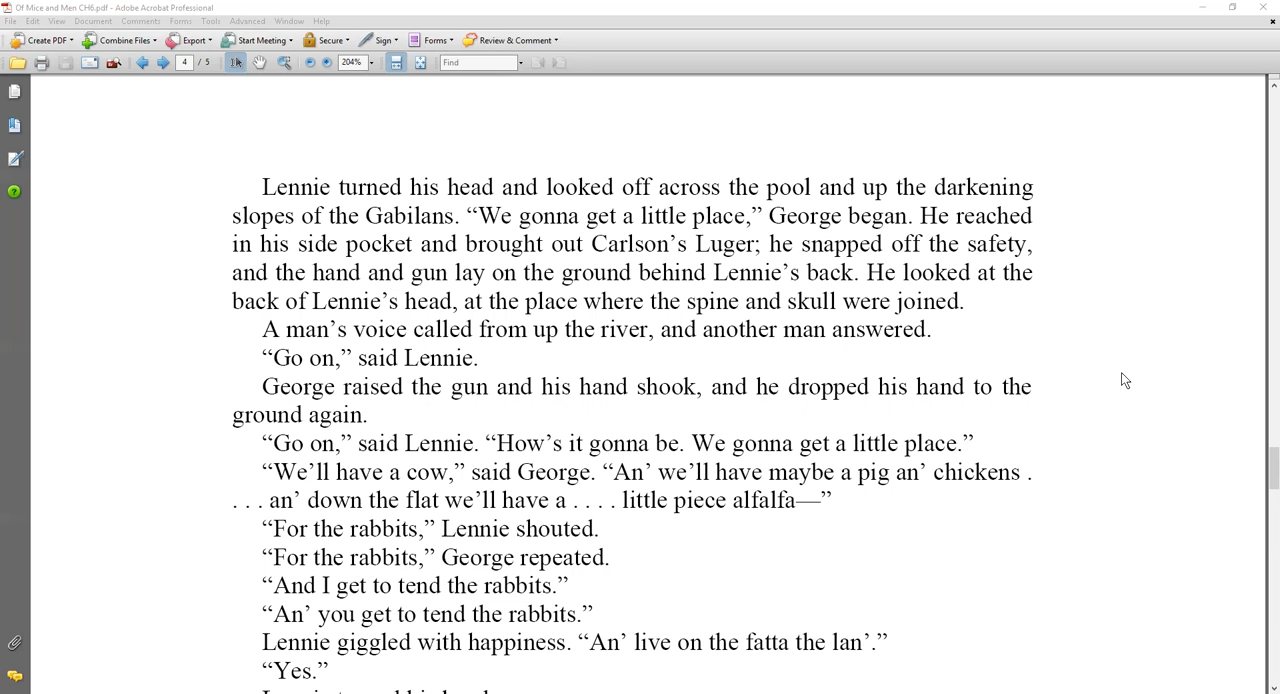 Of Mice and Men CH6.pdf - Adobe Acrobat Professional
File Edit View Document Comments Forms Tools Advanced Window Help
Create PDF Combine Files Export Start Meeting Secure Sign Forms Review & Comment
4 / 5 204% Find
Lennie turned his head and looked off across the pool and up the darkening
slopes of the Gabilans. “We gonna get a little place,” George began. He reached
in his side pocket and brought out Carlson’s Luger; he snapped off the safety,
and the hand and gun lay on the ground behind Lennie’s back. He looked at the
back of Lennie’s head, at the place where the spine and skull were joined.
A man’s voice called from up the river, and another man answered.
“Go on,” said Lennie.
George raised the gun and his hand shook, and he dropped his hand to the
ground again.
“Go on,” said Lennie. “How’s it gonna be. We gonna get a little place.”
“We’ll have a cow,” said George. “An’ we’ll have maybe a pig an’ chickens .
. . . an’ down the flat we’ll have a . . . . little piece alfalfa—”
“For the rabbits,” Lennie shouted.
“For the rabbits,” George repeated.
“And I get to tend the rabbits.”
“An’ you get to tend the rabbits.”
Lennie giggled with happiness. “An’ live on the fatta the lan’.”
“Yes.”